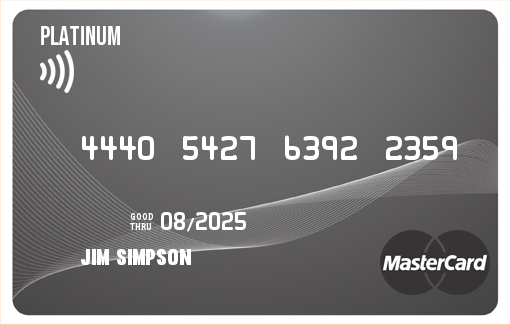 PLATINUM
4440 5427 6392 2359
GOOD THRU 08/2025
JIM SIMPSON
MasterCard